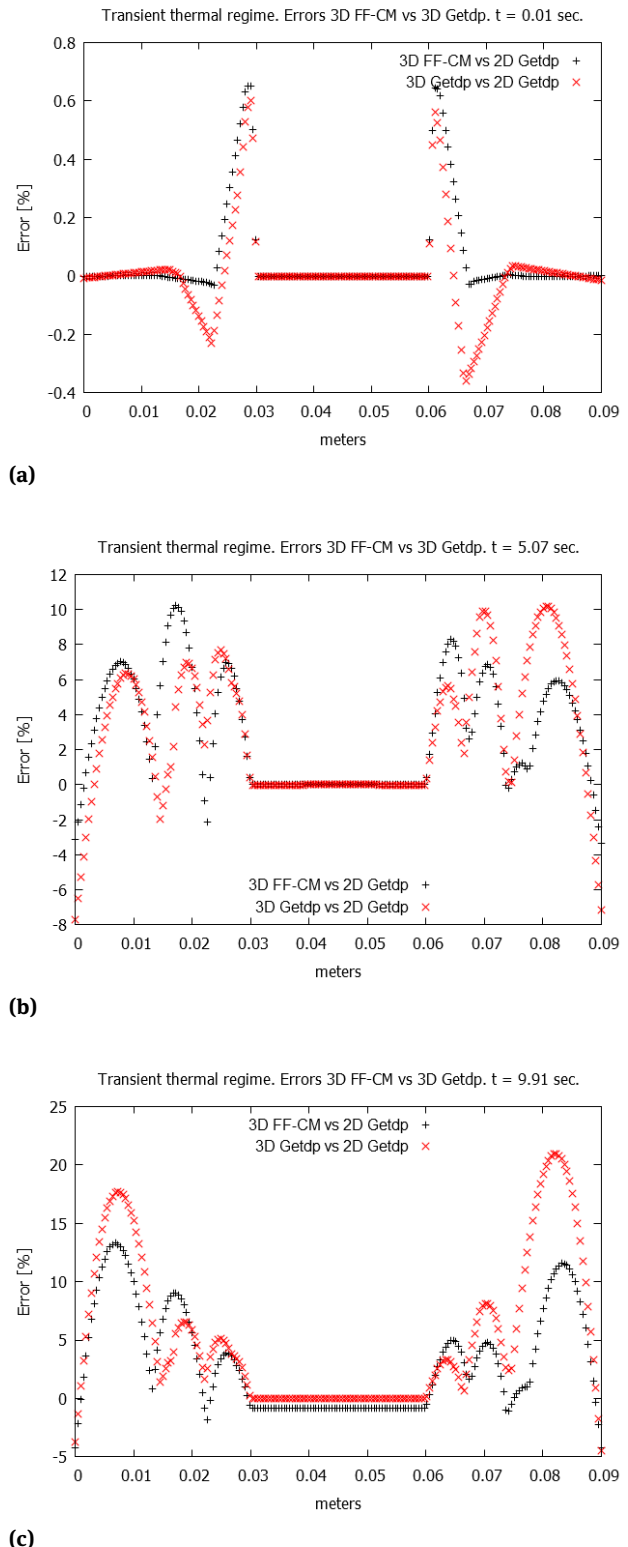 Transient thermal regime. Errors 3D FF-CM vs 3D Getdp. t = 0.01 sec.
0.8
3D FF-CM vs 2D Getdp
3D Getdp vs 2D Getdp
0.6
0.4
0.2
0
-0.2
-0.4
Error [%]
0 0.01 0.02 0.03 0.04 0.05 0.06 0.07 0.08 0.09
meters
(a)
Transient thermal regime. Errors 3D FF-CM vs 3D Getdp. t = 5.07 sec.
12
10
8
6
4
2
0
-2
-4
-6
-8
Error [%]
3D FF-CM vs 2D Getdp
3D Getdp vs 2D Getdp
0 0.01 0.02 0.03 0.04 0.05 0.06 0.07 0.08 0.09
meters
(b)
Transient thermal regime. Errors 3D FF-CM vs 3D Getdp. t = 9.91 sec.
25
3D FF-CM vs 2D Getdp
3D Getdp vs 2D Getdp
20
15
10
5
0
-5
Error [%]
0 0.01 0.02 0.03 0.04 0.05 0.06 0.07 0.08 0.09
meters
(c)